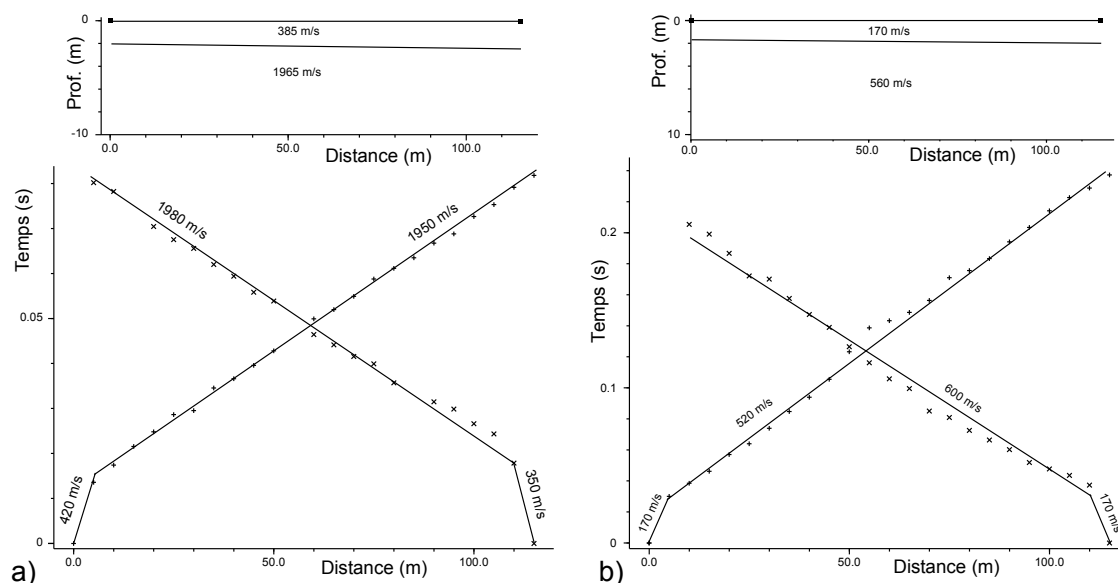 0
385 m/s
1965 m/s
Prof. (m)
-10
0.0
50.0
100.0
Distance (m)
1980 m/s
1950 m/s
Temps (s)
0.05
420 m/s
350 m/s
0
0.0
50.0
100.0
Distance (m)
a)
0
170 m/s
560 m/s
Prof. (m)
10
0.0
50.0
100.0
Distance (m)
0.2
Temps (s)
0.1
520 m/s
600 m/s
170 m/s
170 m/s
0
0.0
50.0
100.0
Distance (m)
b)